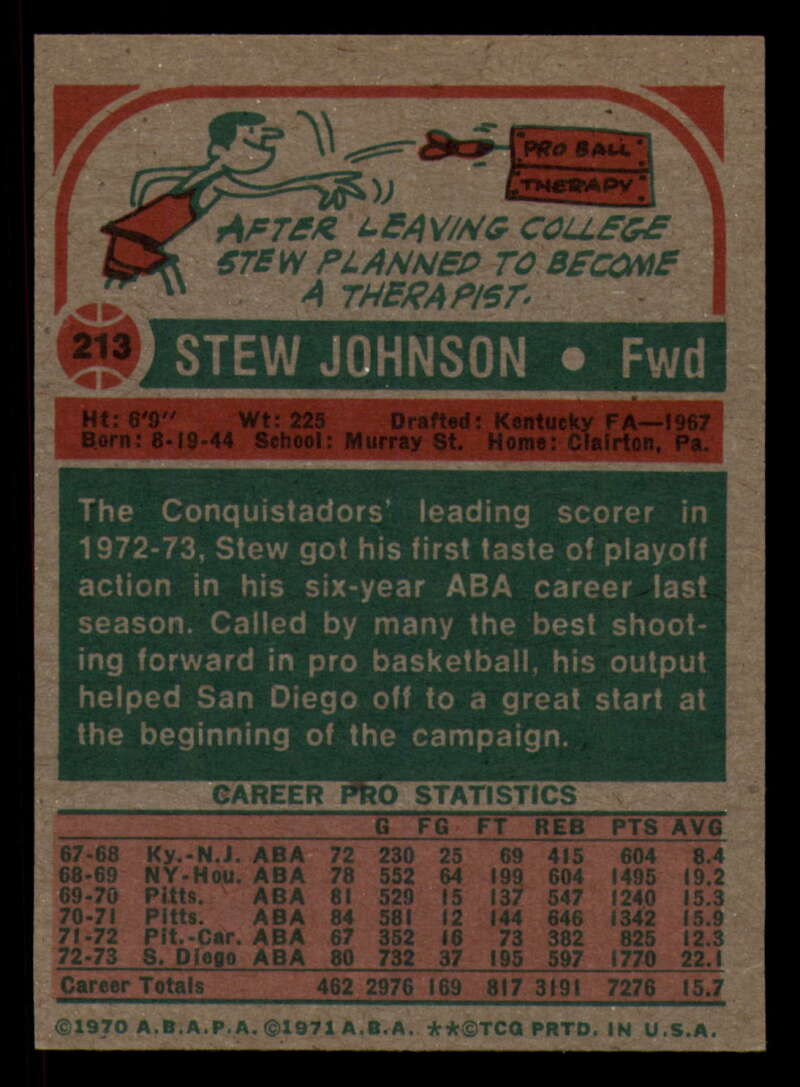 PRO BALL
THERAPY
AFTER LEAVING COLLEGE
STEW PLANNED TO BECOME
A THERAPIST.
213 STEW JOHNSON • Fwd
Ht: 6'9" Wt: 225 Drafted: Kentucky FA—1967
Born: 8-19-44 School: Murray St. Home: Clairton, Pa.
The Conquistadors' leading scorer in
1972-73, Stew got his first taste of playoff
action in his six-year ABA career last
season. Called by many the best shoot-
ing forward in pro basketball, his output
helped San Diego off to a great start at
the beginning of the campaign.
CAREER PRO STATISTICS
G FG FT REB PTS AVG
67-68 Ky.-N.J. ABA 72 230 25 69 415 604 8.4
68-69 NY-Hou. ABA 78 552 64 199 604 1495 19.2
69-70 Pitts. ABA 81 529 15 137 547 1240 15.3
70-71 Pitts. ABA 84 581 12 144 646 1342 15.9
71-72 Pit.-Car. ABA 67 352 16 73 382 825 12.3
72-73 S. Diego ABA 80 732 37 195 597 1770 22.1
Career Totals 462 2976 169 817 3191 7276 15.7
©1970 A.B.A.P.A. ©1971 A.B.A. **©TCG PRTD. IN U.S.A.